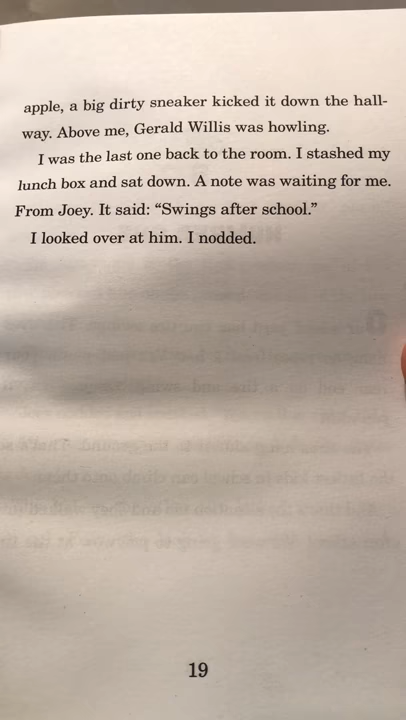 apple, a big dirty sneaker kicked it down the hall-
way. Above me, Gerald Willis was howling.
I was the last one back to the room. I stashed my
lunch box and sat down. A note was waiting for me.
From Joey. It said: “Swings after school.”
I looked over at him. I nodded.
19